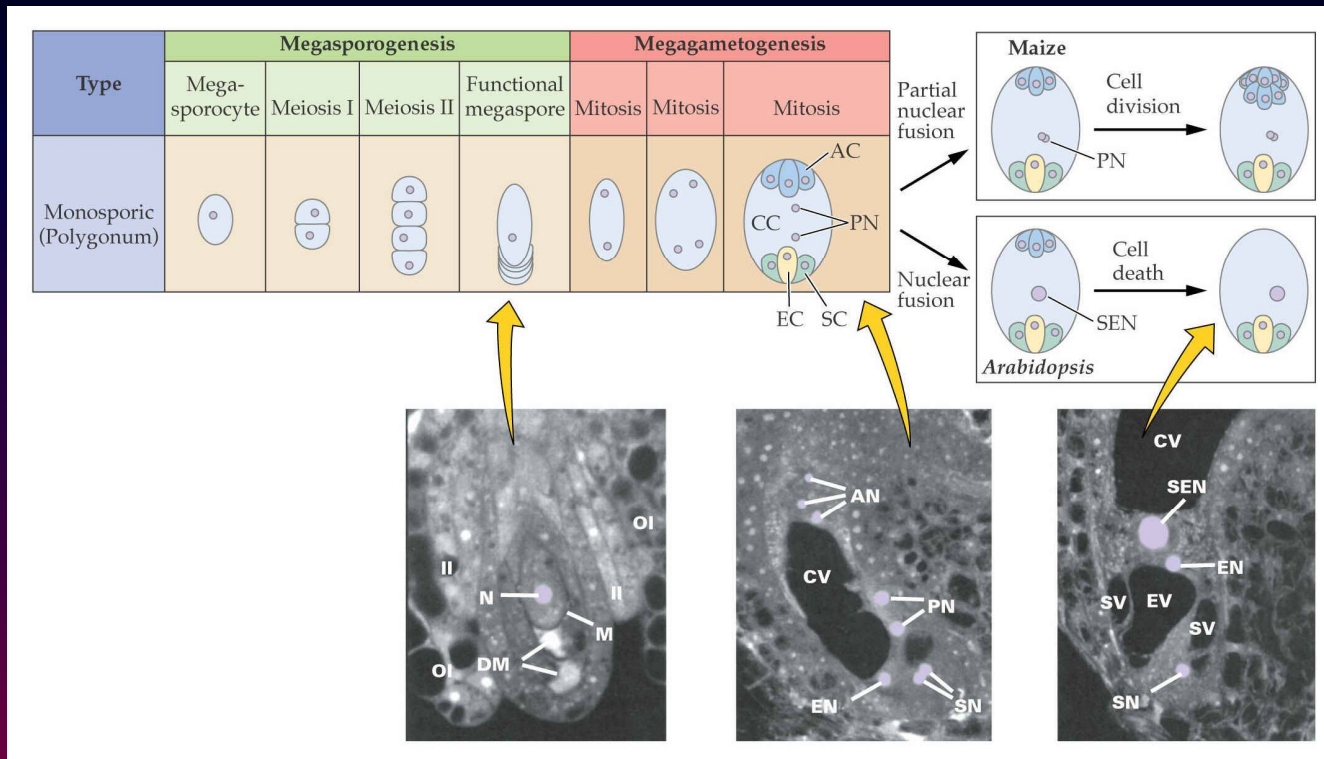 Type
Megasporogenesis
Megagametogenesis
Mega-
sporocyte
Meiosis I
Meiosis II
Functional
megaspore
Mitosis
Mitosis
Mitosis
Monosporic
(Polygonum)
AC
CC
PN
EC
SC
Partial
nuclear
fusion
Nuclear
fusion
Maize
Cell
division
PN
Cell
death
SEN
Arabidopsis
OI
II
II
N
M
DM
OI
AN
CV
PN
EN
SN
CV
SEN
EN
SV
EV
SV
SN